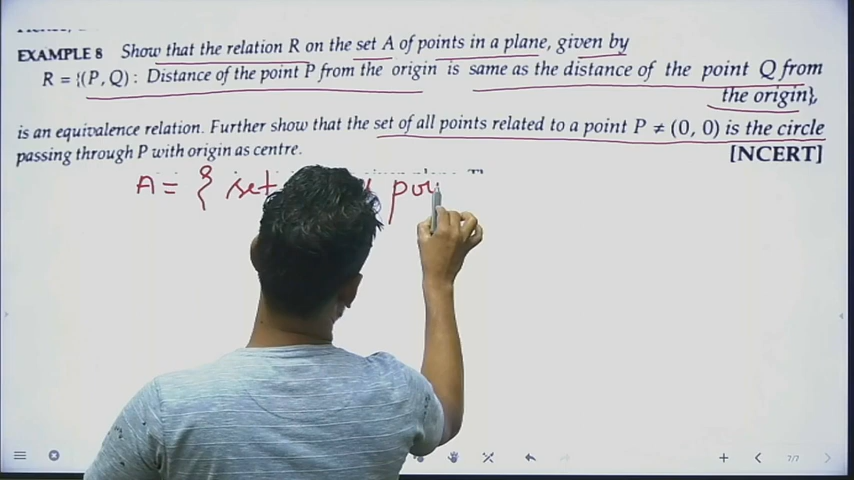 EXAMPLE 8 Show that the relation R on the set A of points in a plane, given by
R = {(P, Q) : Distance of the point P from the origin is same as the distance of the point Q from
the origin},
is an equivalence relation. Further show that the set of all points related to a point P ≠ (0, 0) is the circle
passing through P with origin as centre. [NCERT]
A = { set
7/7